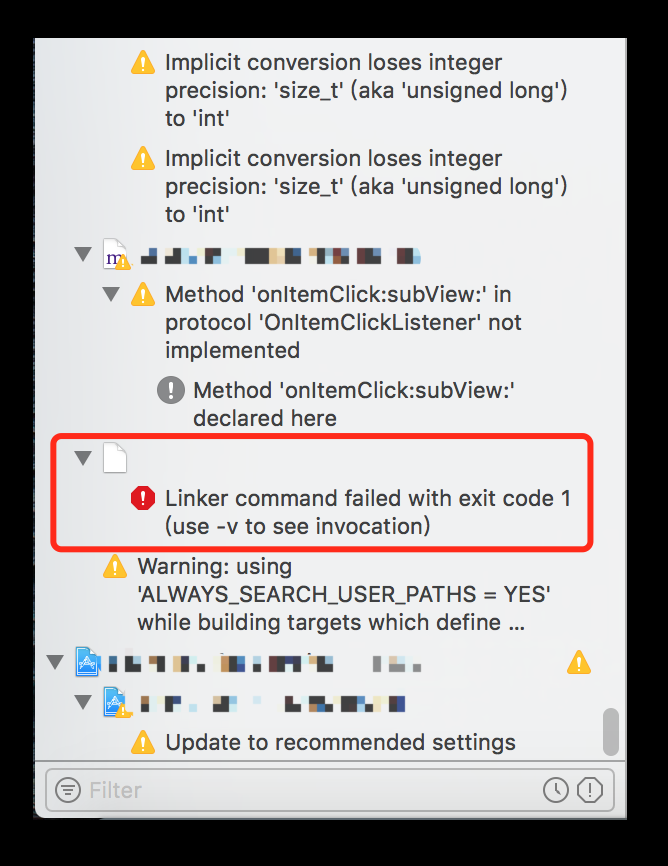 Implicit conversion loses integer
precision: 'size_t' (aka 'unsigned long')
to 'int'
Implicit conversion loses integer
precision: 'size_t' (aka 'unsigned long')
to 'int'
m
Method 'onItemClick:subView:' in
protocol 'OnItemClickListener' not
implemented
Method 'onItemClick:subView:'
declared here
Linker command failed with exit code 1
(use -v to see invocation)
Warning: using
'ALWAYS_SEARCH_USER_PATHS = YES'
while building targets which define ...
Update to recommended settings
Filter